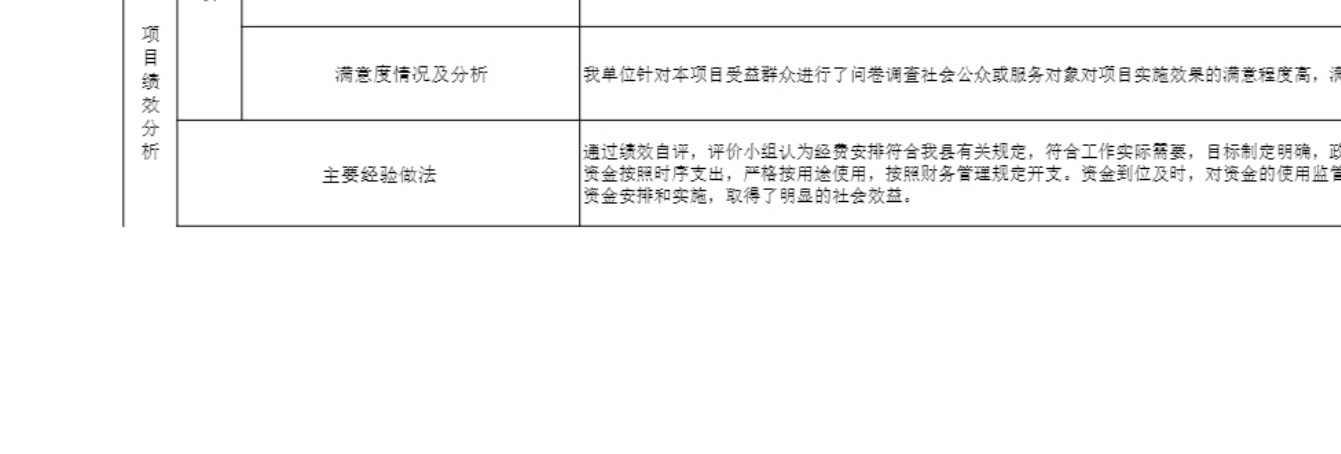 项
目
绩
效
分
析
满意度情况及分析
我单位针对本项目受益群众进行了问卷调查社会公众或服务对象对项目实施效果的满意程度高，满
主要经验做法
通过绩效自评，评价小组认为经费安排符合我县有关规定，符合工作实际需要，目标制定明确，政
资金按照时序支出，严格按用途使用，按照财务管理规定开支。资金到位及时，对资金的使用监管
资金安排和实施，取得了明显的社会效益。